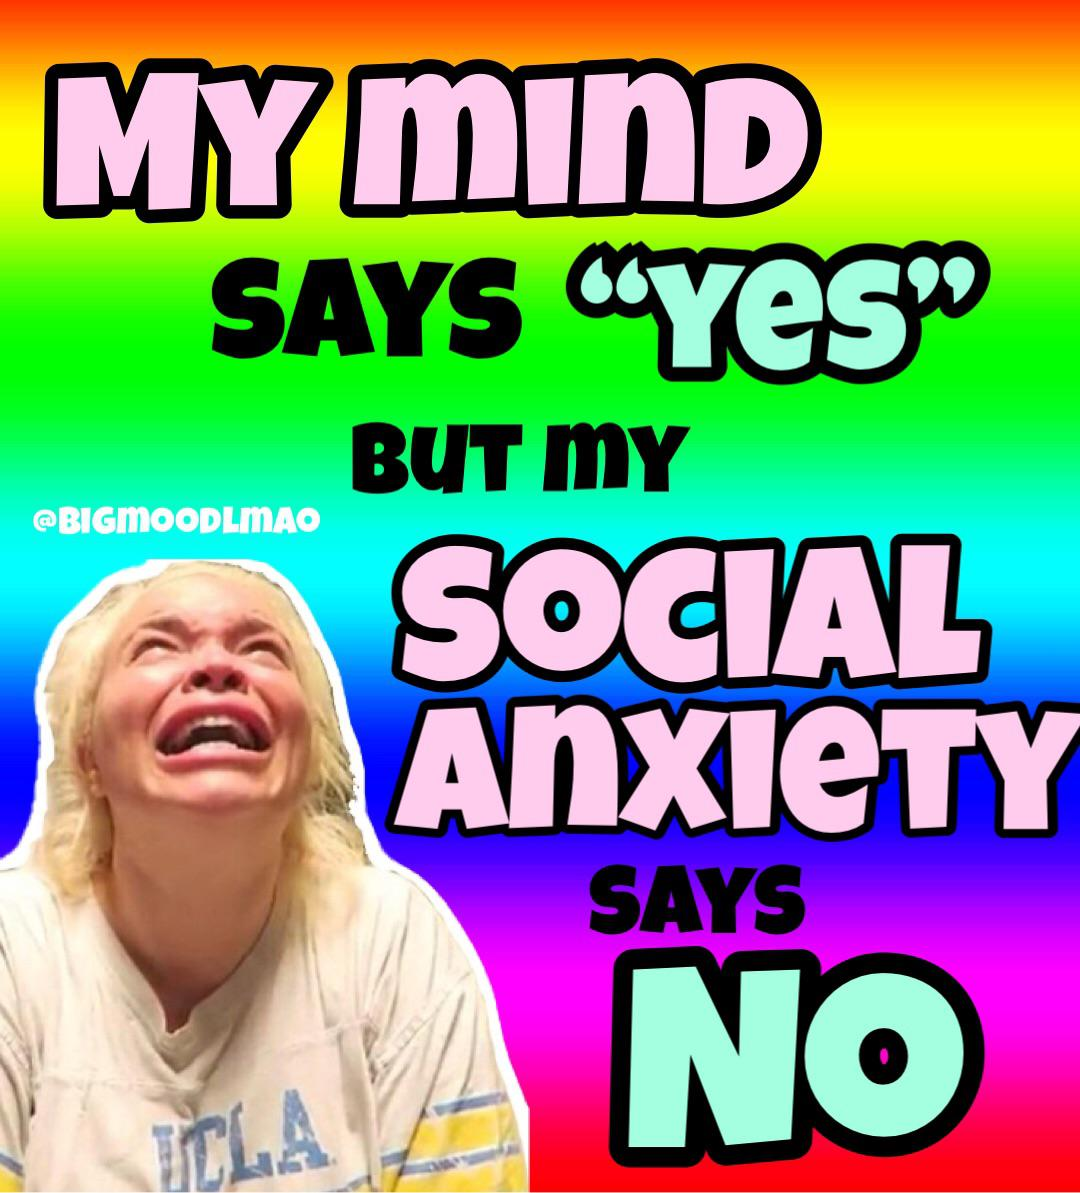 MY MIND
SAYS “YES”
BUT MY
@BIGMOODLMAO
SOCIAL
ANXIETY
SAYS
NO
UCLA